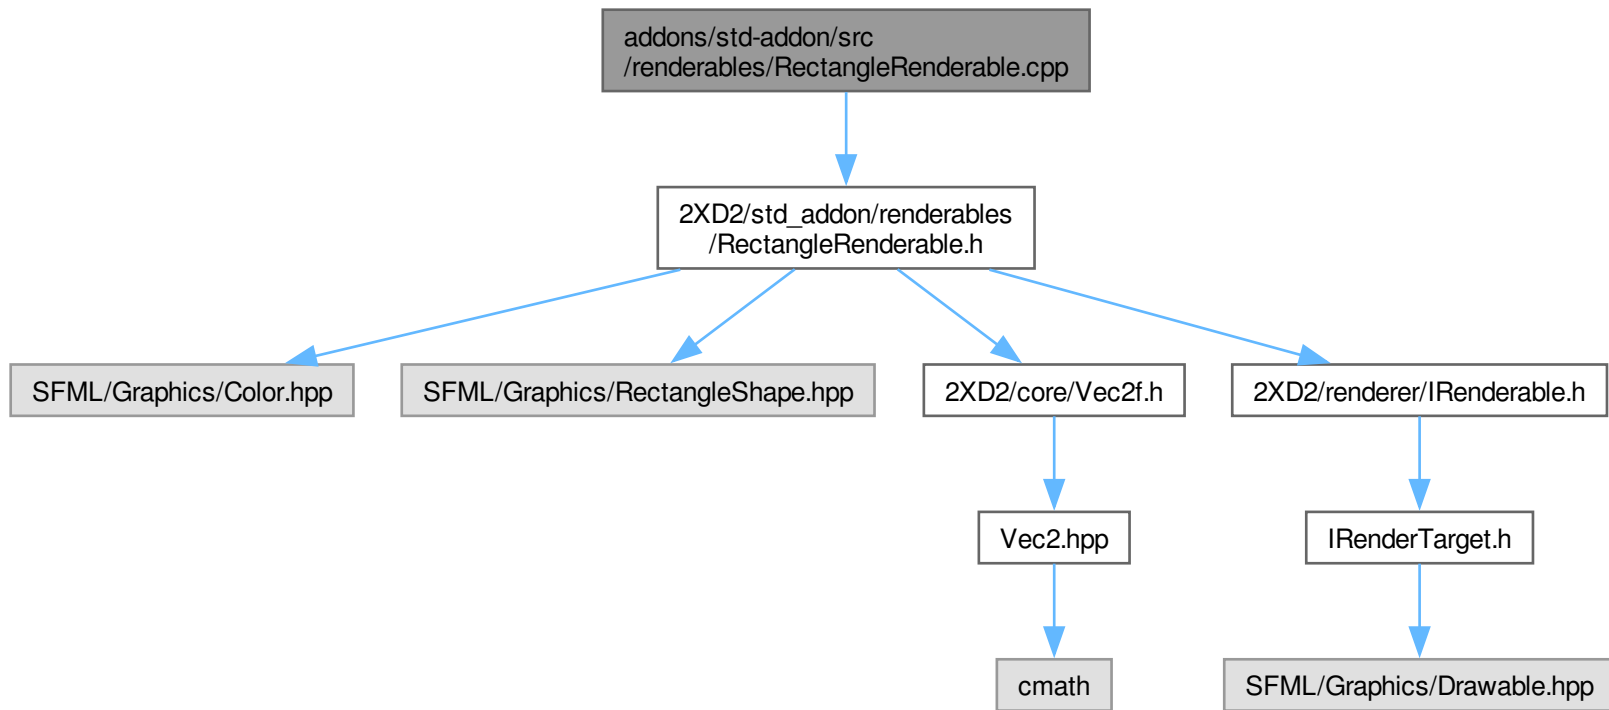 addons/std-addon/src
/renderables/RectangleRenderable.cpp
2XD2/std_addon/renderables
/RectangleRenderable.h
SFML/Graphics/Color.hpp
SFML/Graphics/RectangleShape.hpp
2XD2/core/Vec2f.h
2XD2/renderer/IRenderable.h
Vec2.hpp
IRenderTarget.h
cmath
SFML/Graphics/Drawable.hpp